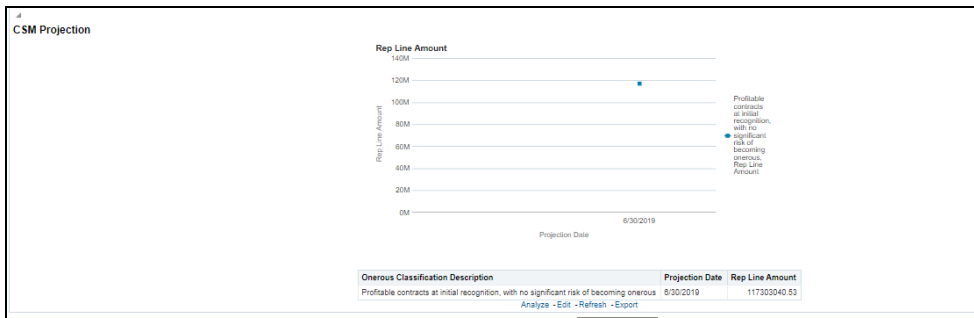 CSM Projection
Rep Line Amount
140M
120M
100M
80M
60M
40M
20M
0M
Rep Line Amount
6/30/2019
Projection Date
Profitable
contracts
at initial
recognition,
with no
significant
risk of
becoming
onerous,
Rep Line
Amount
Onerous Classification Description Projection Date Rep Line Amount
Profitable contracts at initial recognition, with no significant risk of becoming onerous 6/30/2019 117303040.53
Analyze - Edit - Refresh - Export